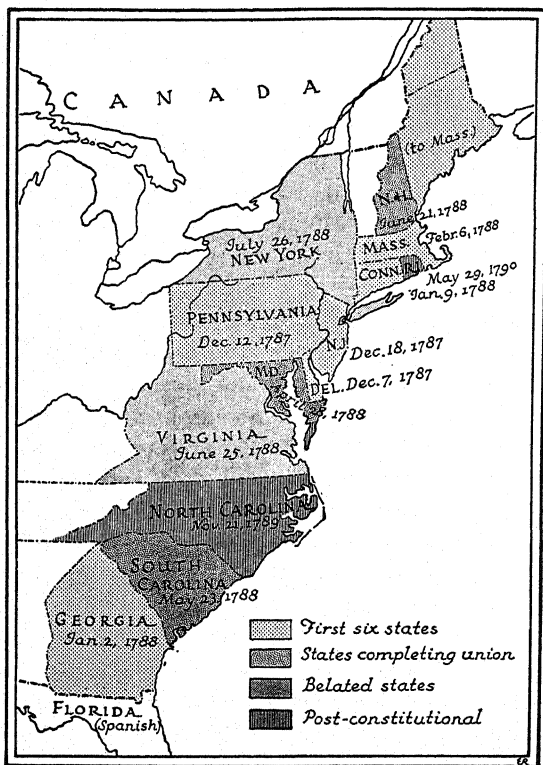 CANADA
(to Mass.)
N.H.
June 21, 1788
July 26, 1788
NEW YORK
MASS.
Febr. 6, 1788
CONN.
R.I.
May 29, 1790
Jan. 9, 1788
PENNSYLVANIA
Dec. 12, 1787
N.J.
Dec. 18, 1787
MD.
DEL. Dec. 7, 1787
1788
VIRGINIA
June 25, 1788
NORTH CAROLINA
Nov. 21, 1789
SOUTH
CAROLINA
May 23, 1788
GEORGIA
Jan. 2, 1788
FLORIDA
(Spanish)
First six states
States completing union
Belated states
Post-constitutional